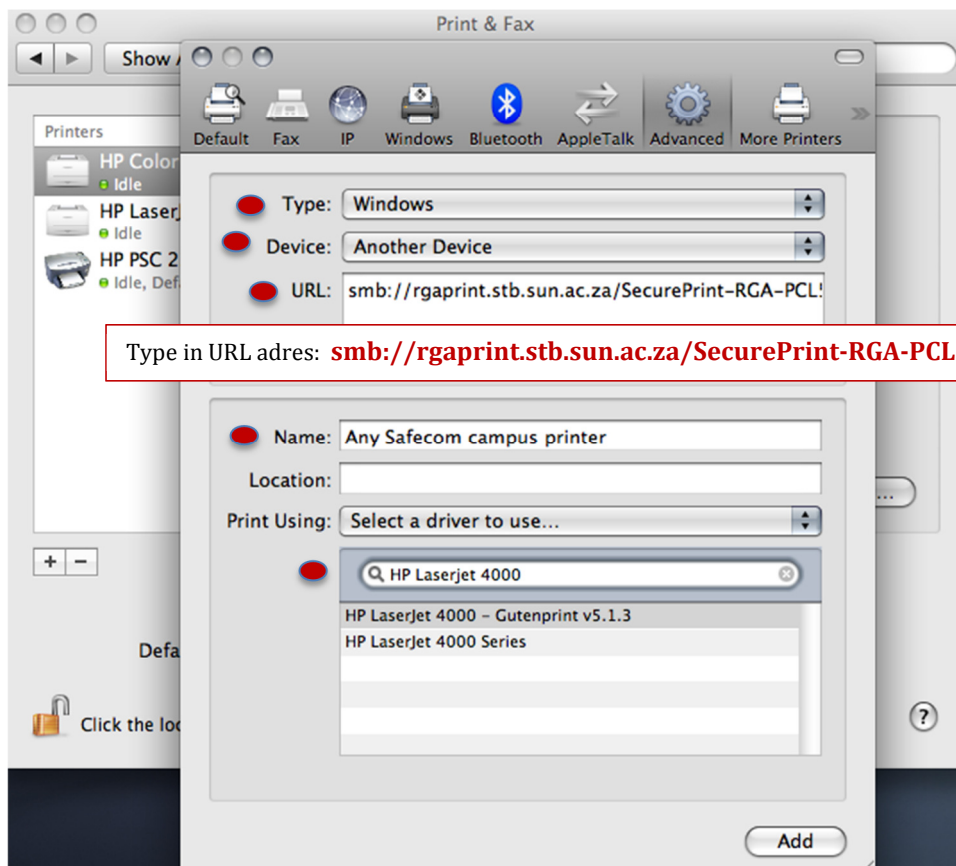 Print & Fax
Show A
Default Fax IP Windows Bluetooth AppleTalk Advanced More Printers
Printers
HP Color
Idle
HP LaserJ
Idle
HP PSC 2
Idle, Def
Type: Windows
Device: Another Device
URL: smb://rgaprint.stb.sun.ac.za/SecurePrint-RGA-PCL
Type in URL adres: smb://rgaprint.stb.sun.ac.za/SecurePrint-RGA-PCL
Name: Any Safecom campus printer
Location:
...
Print Using: Select a driver to use...
HP Laserjet 4000
HP LaserJet 4000 – Gutenprint v5.1.3
HP LaserJet 4000 Series
Defa
Click the loc
?
Add